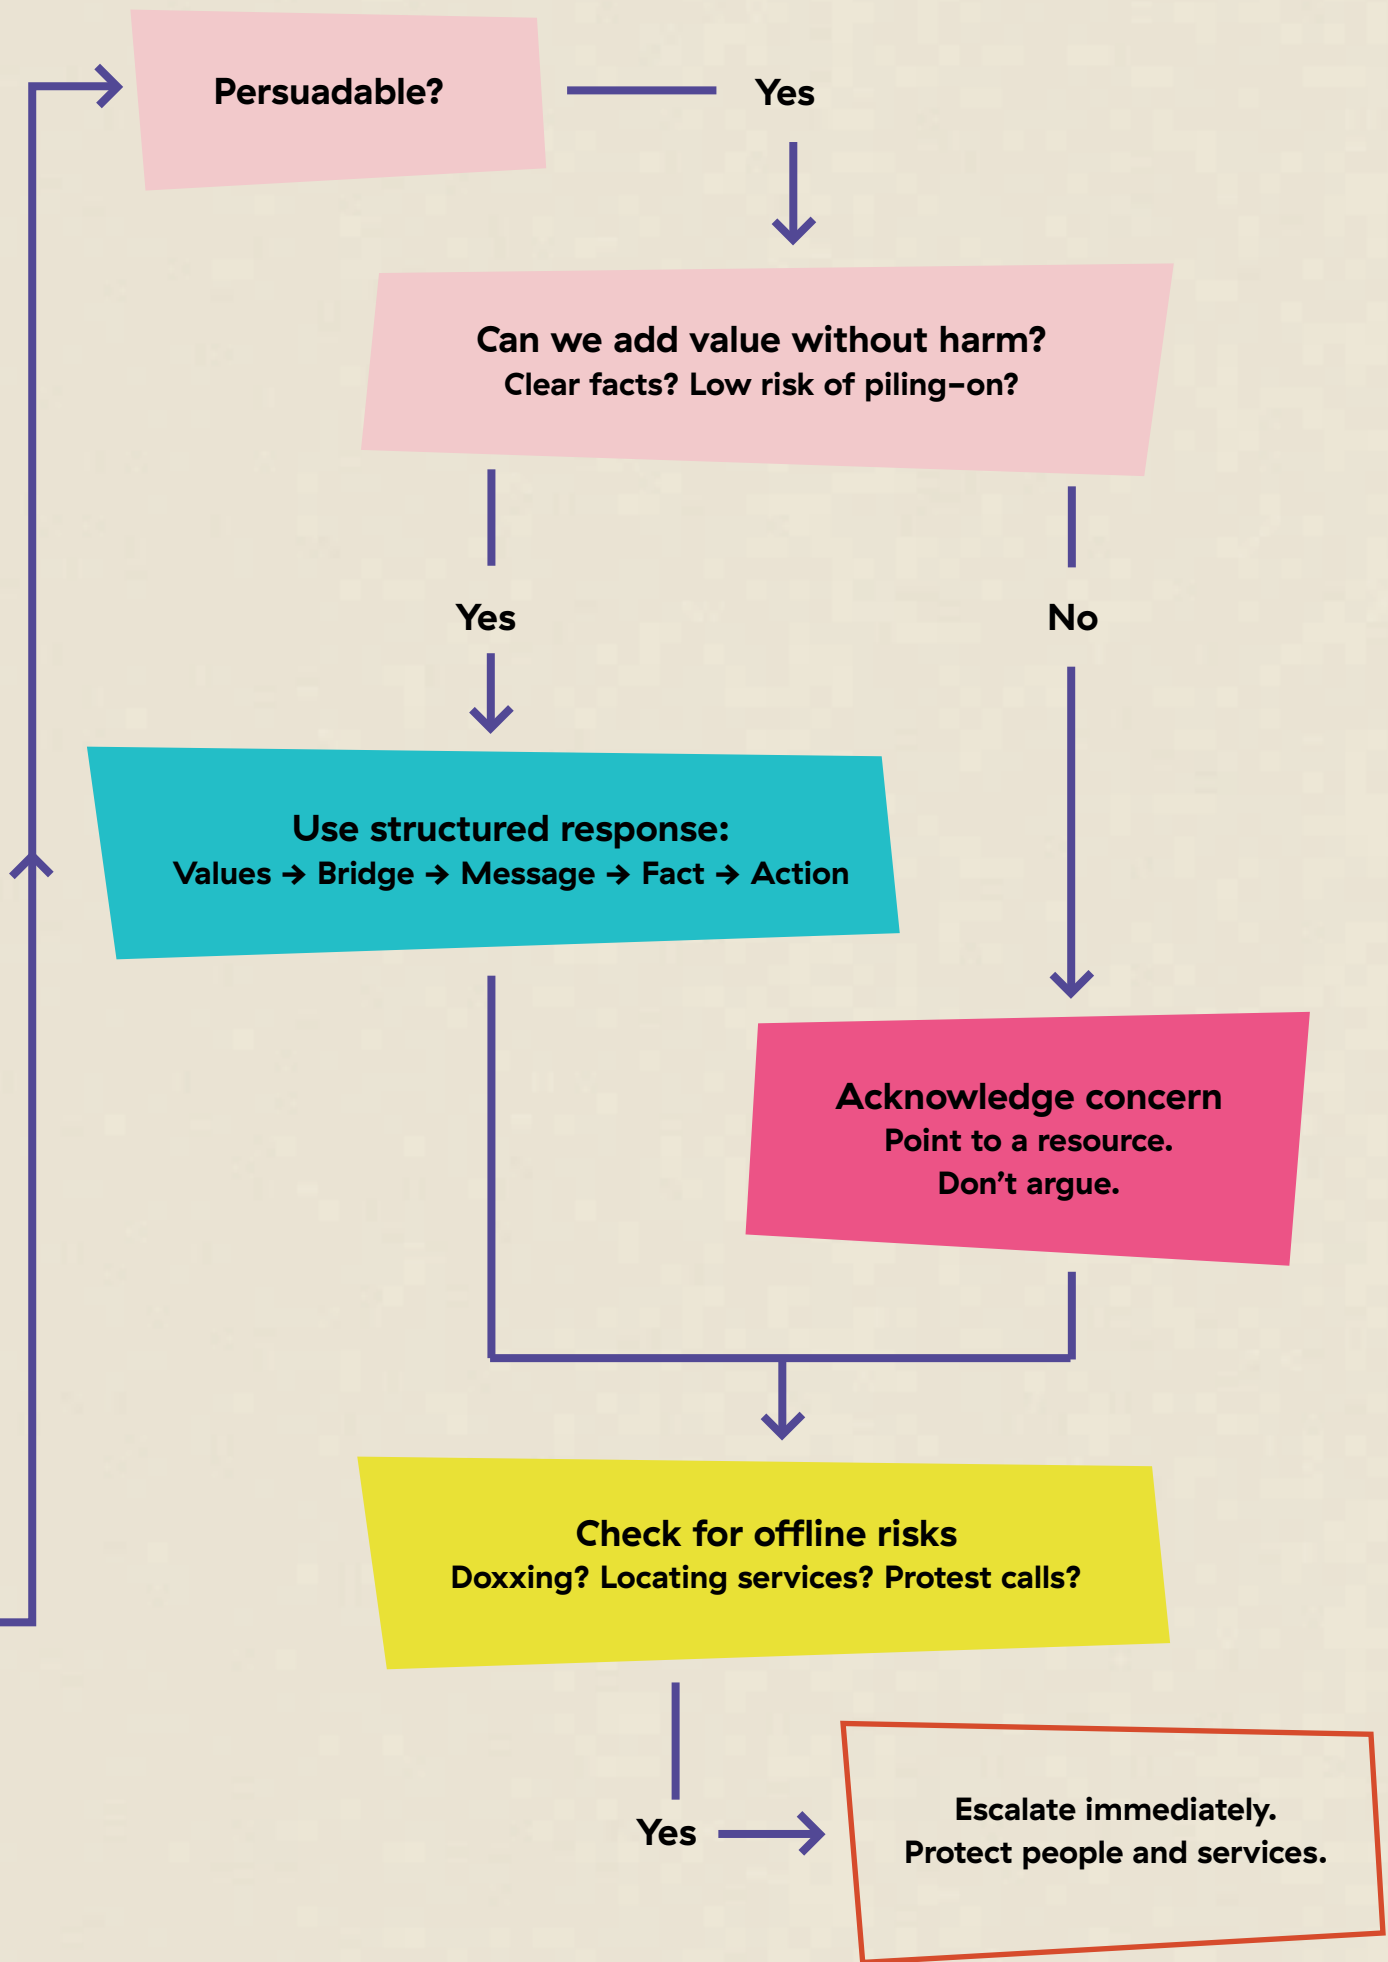 Persuadable?
Yes
Can we add value without harm?
Clear facts? Low risk of piling-on?
Yes
No
Use structured response:
Values → Bridge → Message → Fact → Action
Acknowledge concern
Point to a resource.
Don’t argue.
Check for offline risks
Doxxing? Locating services? Protest calls?
Yes
Escalate immediately.
Protect people and services.